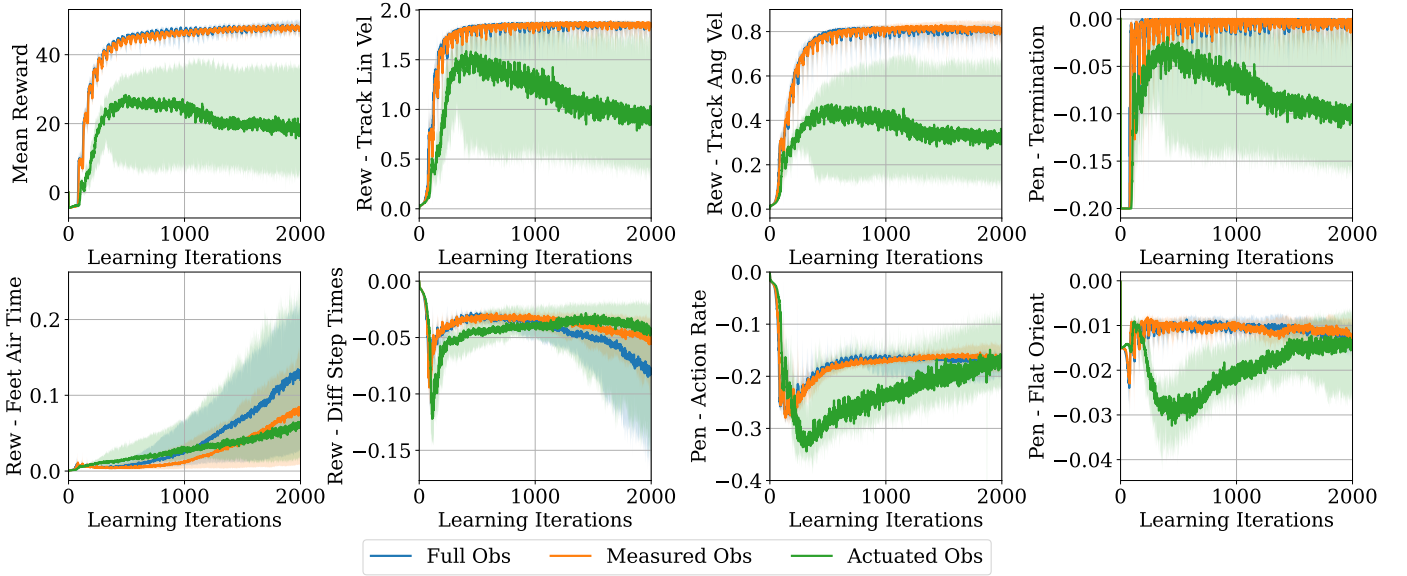 Mean Reward
40
20
0
0 1000 2000
Learning Iterations
Rew - Track Lin Vel
2.0
1.5
1.0
0.5
0.0
0 1000 2000
Learning Iterations
Rew - Track Ang Vel
0.8
0.6
0.4
0.2
0.0
0 1000 2000
Learning Iterations
Pen - Termination
0.00
−0.05
−0.10
−0.15
−0.20
0 1000 2000
Learning Iterations
Rew - Feet Air Time
0.2
0.1
0.0
0 1000 2000
Learning Iterations
Rew - Diff Step Times
0.00
−0.05
−0.10
−0.15
0 1000 2000
Learning Iterations
Pen - Action Rate
0.0
−0.1
−0.2
−0.3
−0.4
0 1000 2000
Learning Iterations
Pen - Flat Orient
0.00
−0.01
−0.02
−0.03
−0.04
0 1000 2000
Learning Iterations
Full Obs Measured Obs Actuated Obs